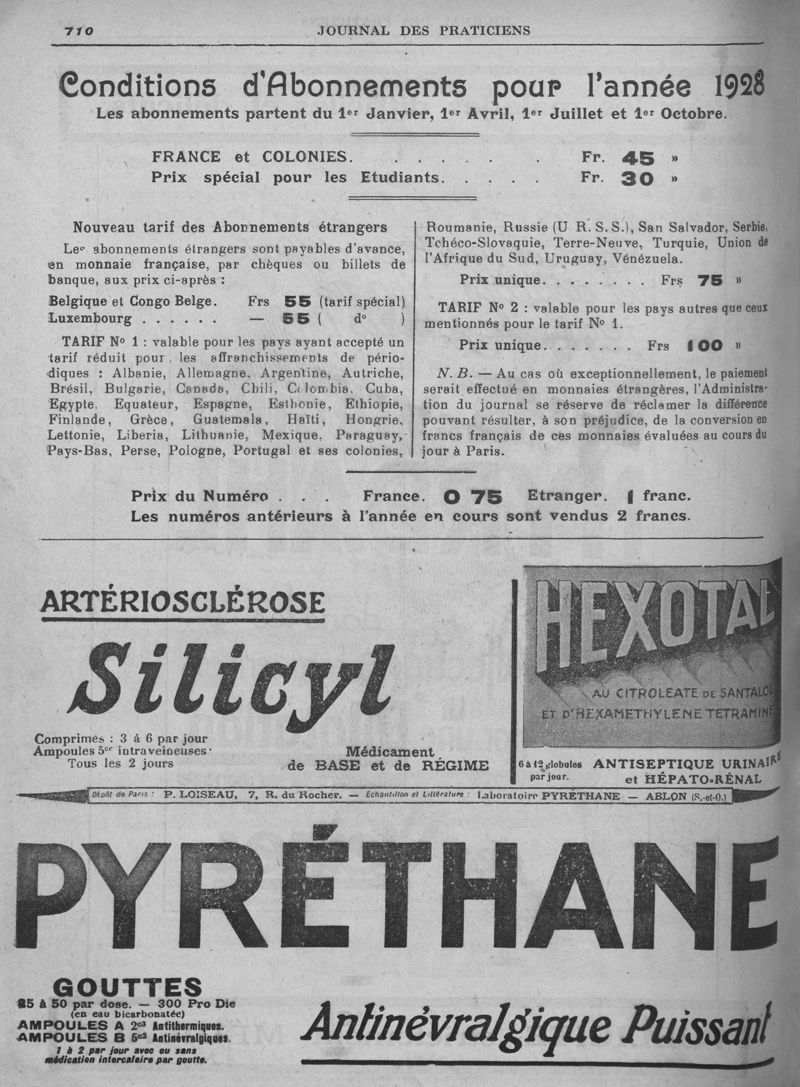 710
JOURNAL DES PRATICIENS
Conditions d'Abonnements pour l'année 1928
Les abonnements partent du 1er Janvier, 1er Avril, 1er Juillet et 1er Octobre.
FRANCE et COLONIES. . . . . . . Fr. 45 »
Prix spécial pour les Etudiants. . . . . Fr. 30 »
Nouveau tarif des Abonnements étrangers
Les abonnements étrangers sont payables d'avance,
en monnaie française, par chèques ou billets de
banque, aux prix ci-après :
Belgique et Congo Belge. Frs 55 (tarif spécial)
Luxembourg . . . . . . — 55 ( do )
TARIF No 1 : valable pour les pays ayant accepté un
tarif réduit pour les affranchissements de pério-
diques : Albanie, Allemagne, Argentine, Autriche,
Brésil, Bulgarie, Canada, Chili, Colombia, Cuba,
Egypte, Equateur, Espagne, Esthonie, Ethiopie,
Finlande, Grèce, Guatemala, Haïti, Hongrie,
Lettonie, Liberia, Lithuanie, Mexique, Paraguay,
Pays-Bas, Perse, Pologne, Portugal et ses colonies,
Roumanie, Russie (U R. S. S.), San Salvador, Serbie,
Tchéco-Slovaquie, Terre-Neuve, Turquie, Union de
l'Afrique du Sud, Uruguay, Vénézuela.
Prix unique. . . . . . . . Frs 75 »
TARIF No 2 : valable pour les pays autres que ceux
mentionnés pour le tarif No 1.
Prix unique. . . . . . . Frs 100 »
N. B. — Au cas où exceptionnellement, le paiement
serait effectué en monnaies étrangères, l'Administra-
tion du journal se réserve de réclamer la différence
pouvant résulter, à son préjudice, de la conversion en
francs français de ces monnaies évaluées au cours du
jour à Paris.
Prix du Numéro . . . France. 0 75 Etranger. 1 franc.
Les numéros antérieurs à l'année en cours sont vendus 2 francs.
ARTÉRIOSCLÉROSE
Silicyl
Comprimés : 3 à 6 par jour
Ampoules 5cc intraveineuses
Tous les 2 jours
Médicament
de BASE et de RÉGIME
HEXOTAL
AU CITROLEATE DE SANTALOL
ET D'HEXAMETHYLENE TETRAMINE
6 à 12 globules
par jour.
ANTISEPTIQUE URINAIRE
et HÉPATO-RÉNAL
Dépôt de Paris : P. LOISEAU, 7, R. du Rocher. — Echantillon et Littérature : Laboratoire PYRÉTHANE — ABLON (S.-et-O.)
PYRÉTHANE
GOUTTES
25 à 50 par dose. — 300 Pro Die
(en eau bicarbonatée)
AMPOULES A 2cc Antithermiques.
AMPOULES B 5cc Antinévralgiques.
1 à 2 par jour avec ou sans
médication intercalaire par goutte.
Antinévralgique Puissant